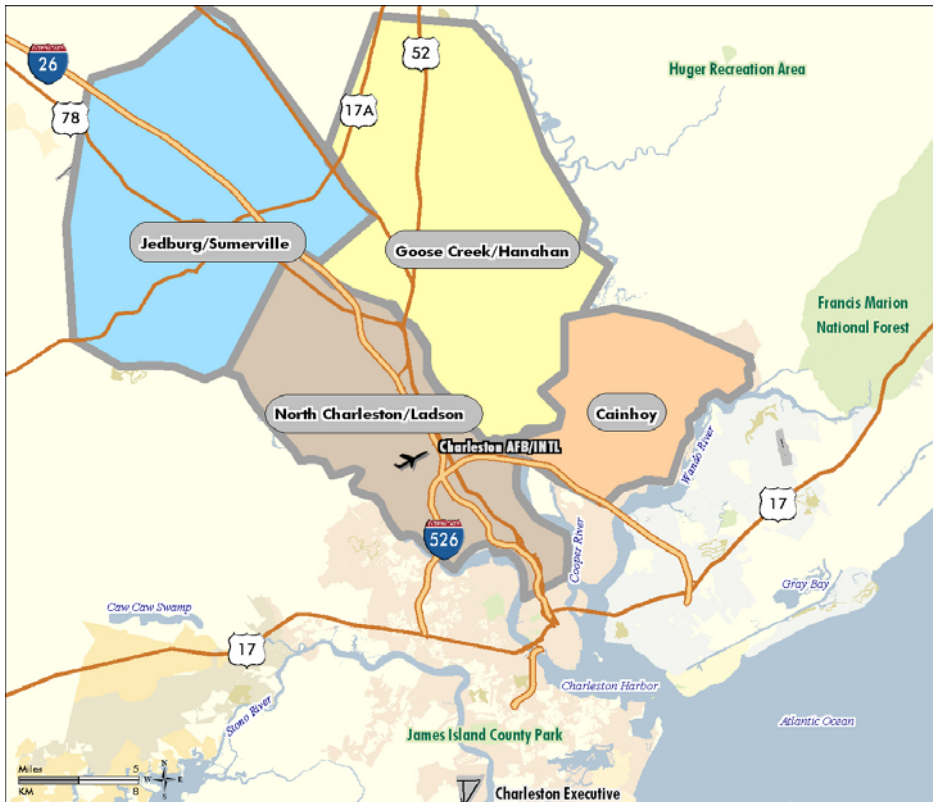 INTERSTATE
26
52
Huger Recreation Area
17A
78
Jedburg/Sumerville
Goose Creek/Hanahan
Francis Marion
National Forest
North Charleston/Ladson
Cainhoy
Charleston AFB/INTL
Wando River
17
INTERSTATE
526
Cooper River
Gray Bay
Caw Caw Swamp
17
Charleston Harbor
Stono River
Atlantic Ocean
James Island County Park
Miles 5
KM 8
N
W E
S
Charleston Executive